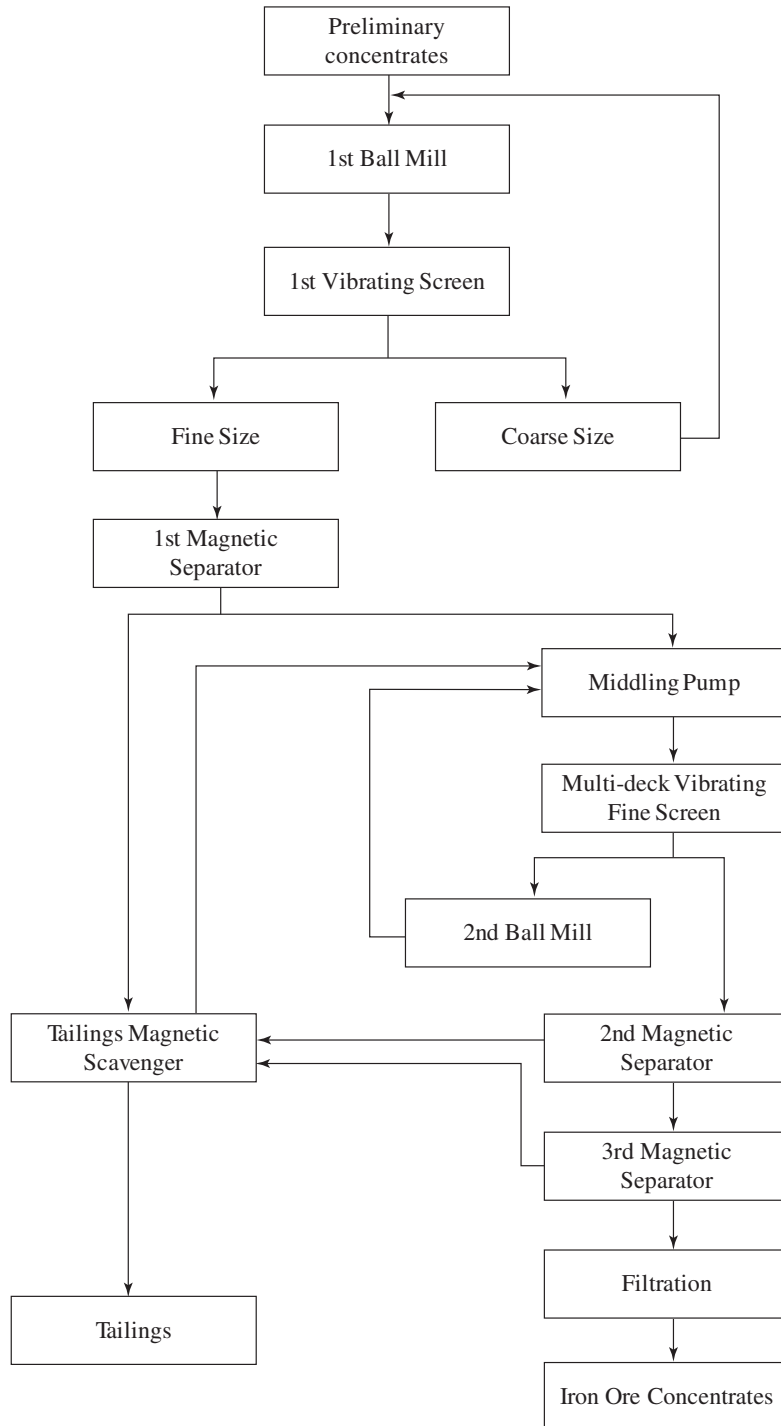 Preliminary
concentrates
1st Ball Mill
1st Vibrating Screen
Fine Size
Coarse Size
1st Magnetic
Separator
Middling Pump
Multi-deck Vibrating
Fine Screen
2nd Ball Mill
Tailings Magnetic
Scavenger
2nd Magnetic
Separator
3rd Magnetic
Separator
Filtration
Tailings
Iron Ore Concentrates